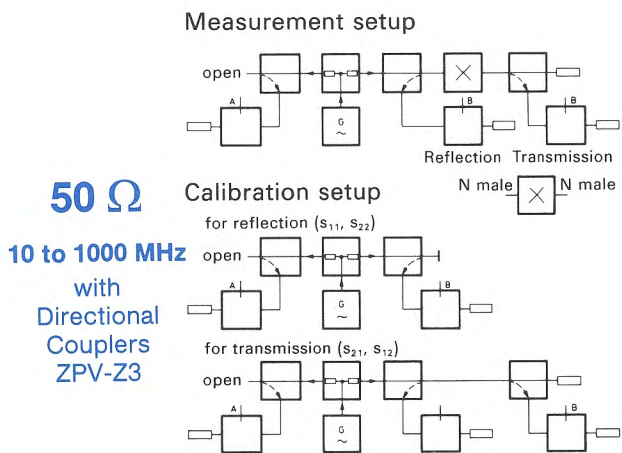 Measurement setup
open
A
G
~
B
B
Reflection Transmission
50 Ω
10 to 1000 MHz
with
Directional
Couplers
ZPV-Z3
N male N male
Calibration setup
for reflection (s₁₁, s₂₂)
open
A
G
~
B
for transmission (s₂₁, s₁₂)
open
A
G
~
B